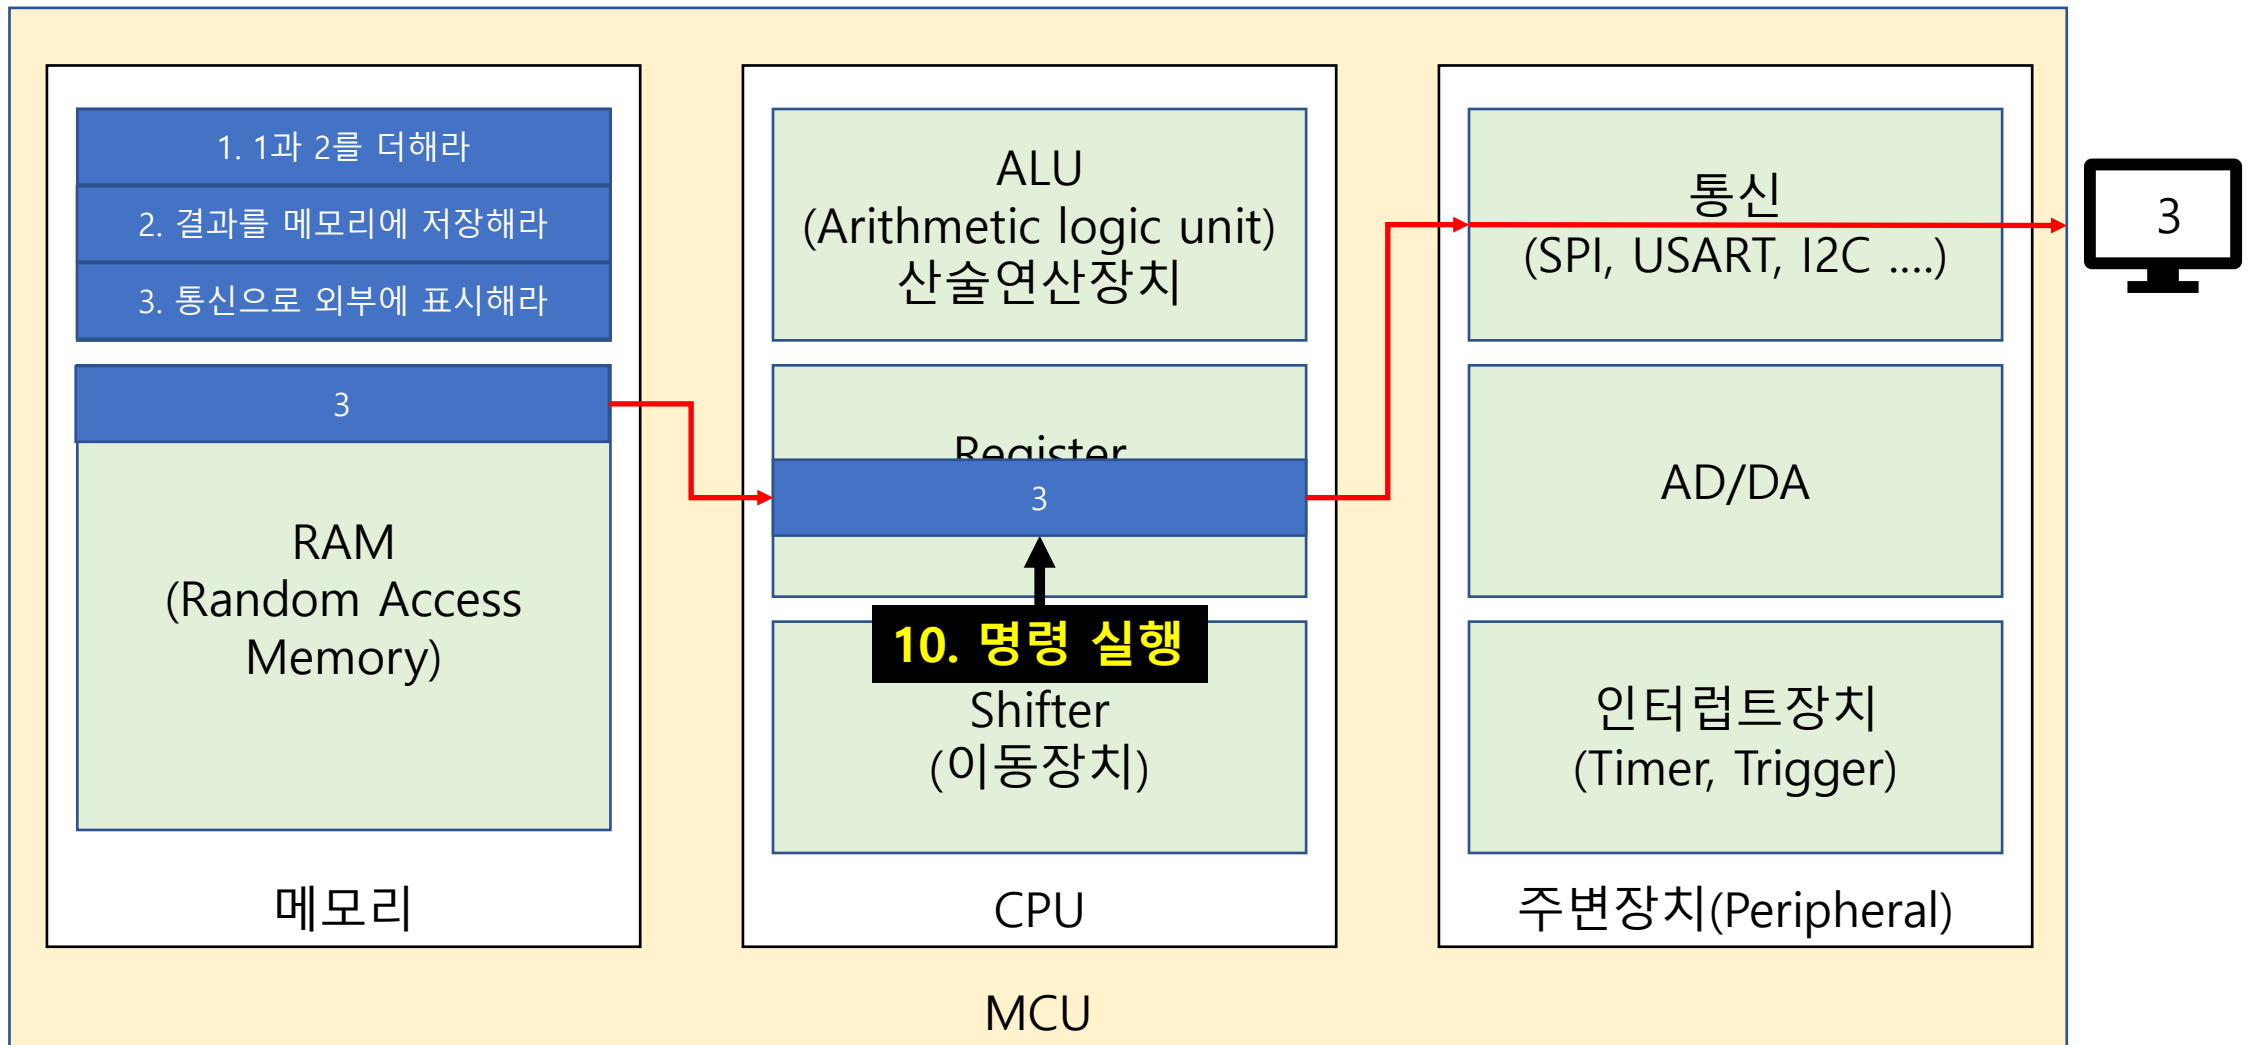 1. 1과 2를 더해라
2. 결과를 메모리에 저장해라
3. 통신으로 외부에 표시해라
3
RAM
(Random Access
Memory)
메모리
ALU
(Arithmetic logic unit)
산술연산장치
Register
3
10. 명령 실행
Shifter
(이동장치)
CPU
통신
(SPI, USART, I2C ....)
AD/DA
인터럽트장치
(Timer, Trigger)
주변장치(Peripheral)
3
MCU